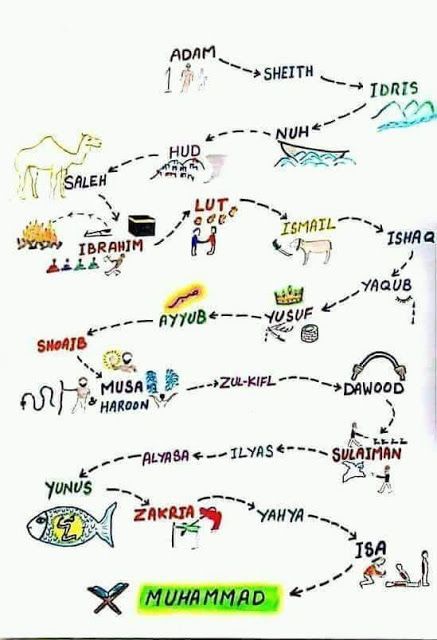 ADAM
SHEITH
IDRIS
NUH
HUD
SALEH
IBRAHIM
LUT
ISMAIL
ISHAQ
YAQUB
YUSUF
AYYUB
SHOAIB
MUSA
& HAROON
ZUL-KIFL
DAWOOD
SULAIMAN
ILYAS
ALYASA
YUNUS
ZAKRIA
YAHYA
ISA
MUHAMMAD